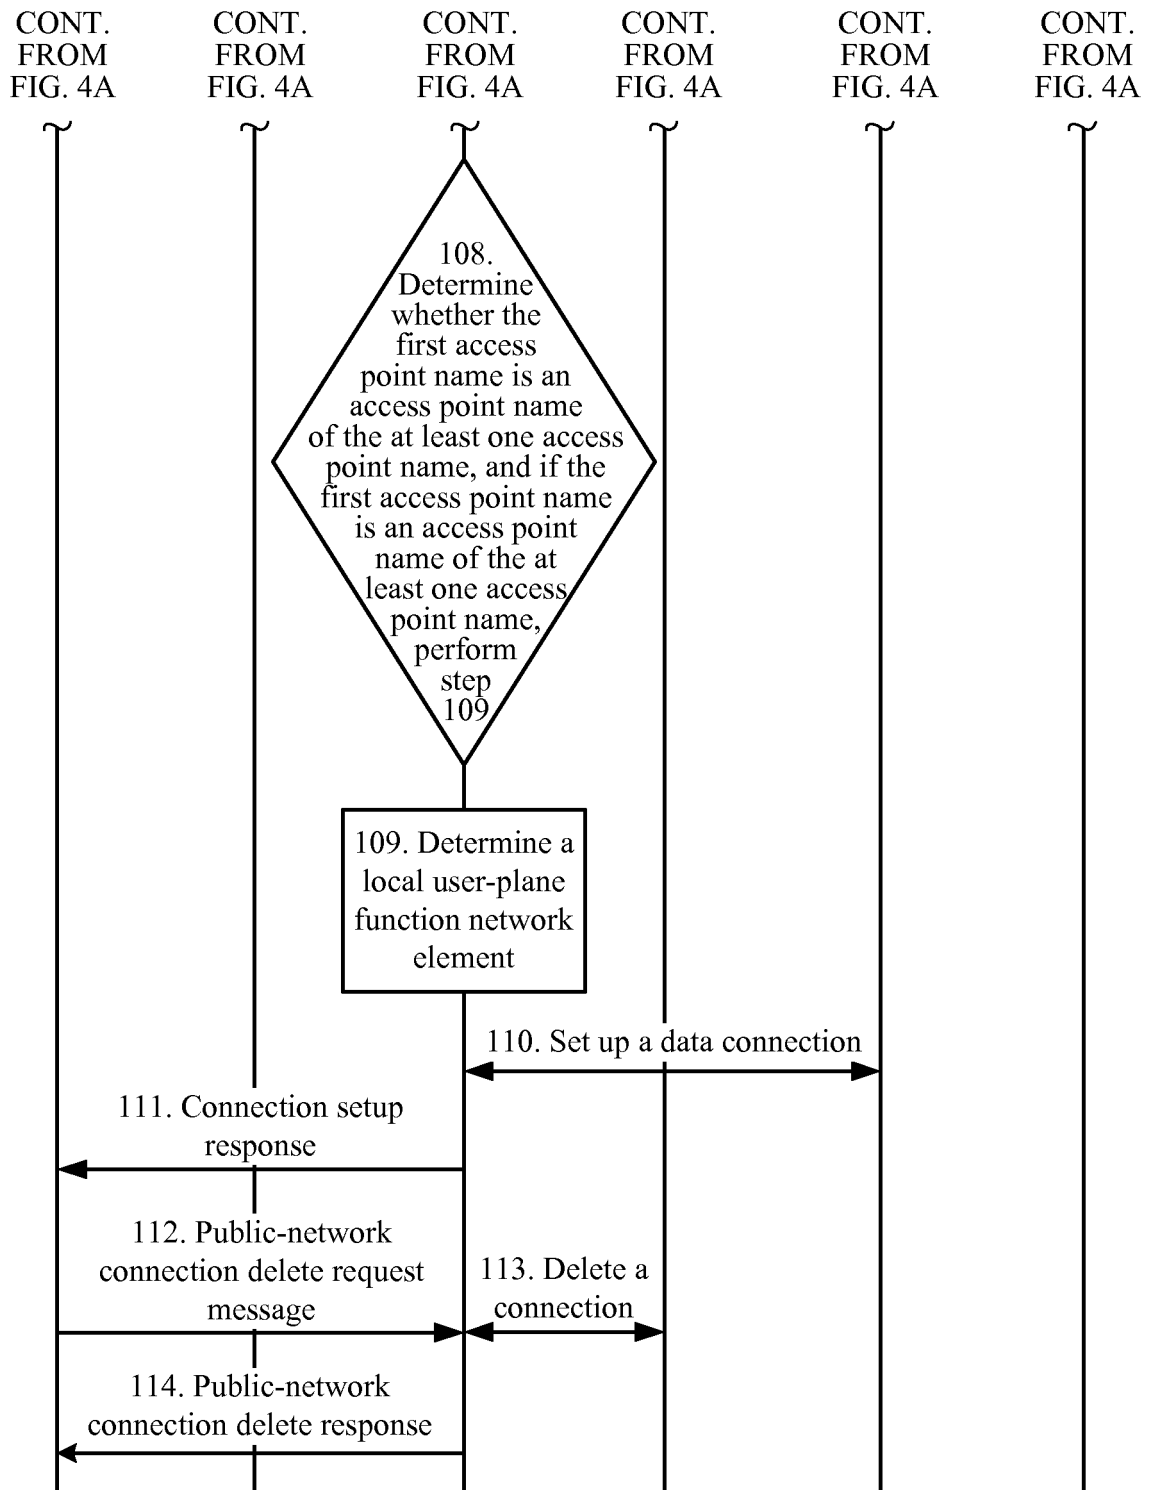 CONT.
FROM
FIG. 4A
CONT.
FROM
FIG. 4A
CONT.
FROM
FIG. 4A
CONT.
FROM
FIG. 4A
CONT.
FROM
FIG. 4A
CONT.
FROM
FIG. 4A
108.
Determine
whether the
first access
point name is an
access point name
of the at least one access
point name, and if the
first access point name
is an access point
name of the at
least one access
point name,
perform
step
109
109. Determine a
local user-plane
function network
element
110. Set up a data connection
111. Connection setup
response
112. Public-network
connection delete request
message
113. Delete a
connection
114. Public-network
connection delete response